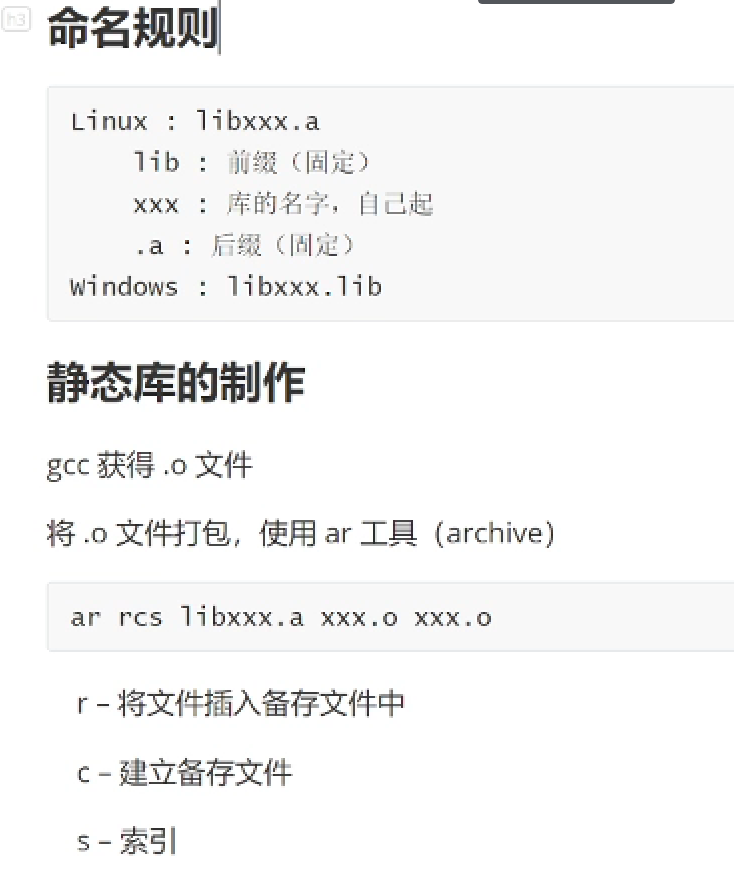 h3
命名规则
Linux : libxxx.a
lib : 前缀（固定）
xxx : 库的名字，自己起
.a : 后缀（固定）
Windows : libxxx.lib
静态库的制作
gcc 获得 .o 文件
将 .o 文件打包，使用 ar 工具（archive）
ar rcs libxxx.a xxx.o xxx.o
r – 将文件插入备存文件中
c – 建立备存文件
s – 索引